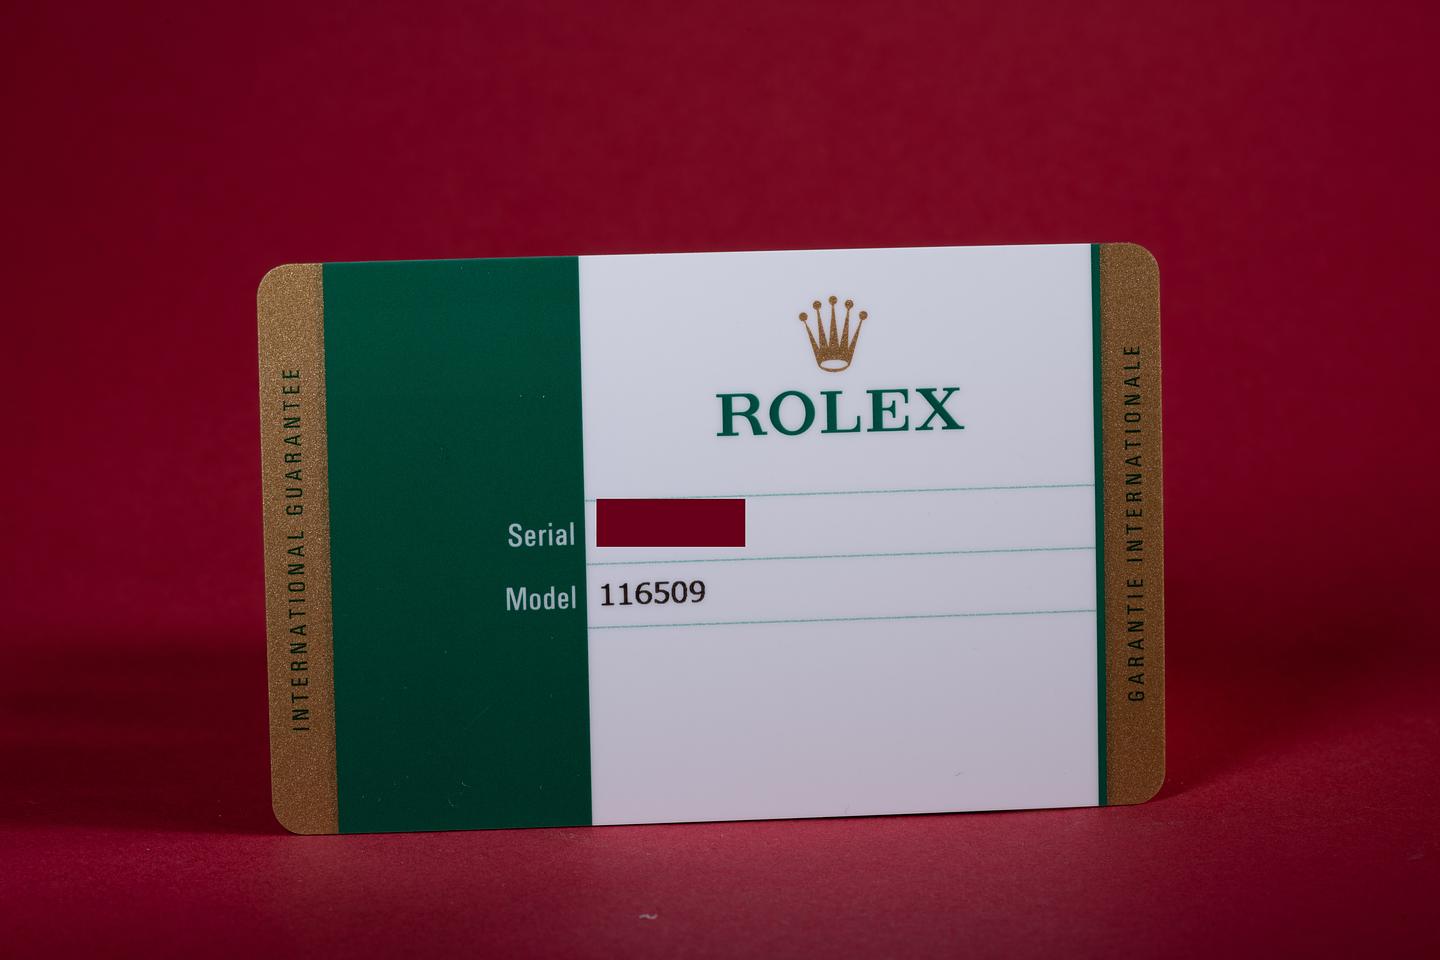 INTERNATIONAL GUARANTEE
ROLEX
Serial
Model 116509
GARANTIE INTERNATIONALE